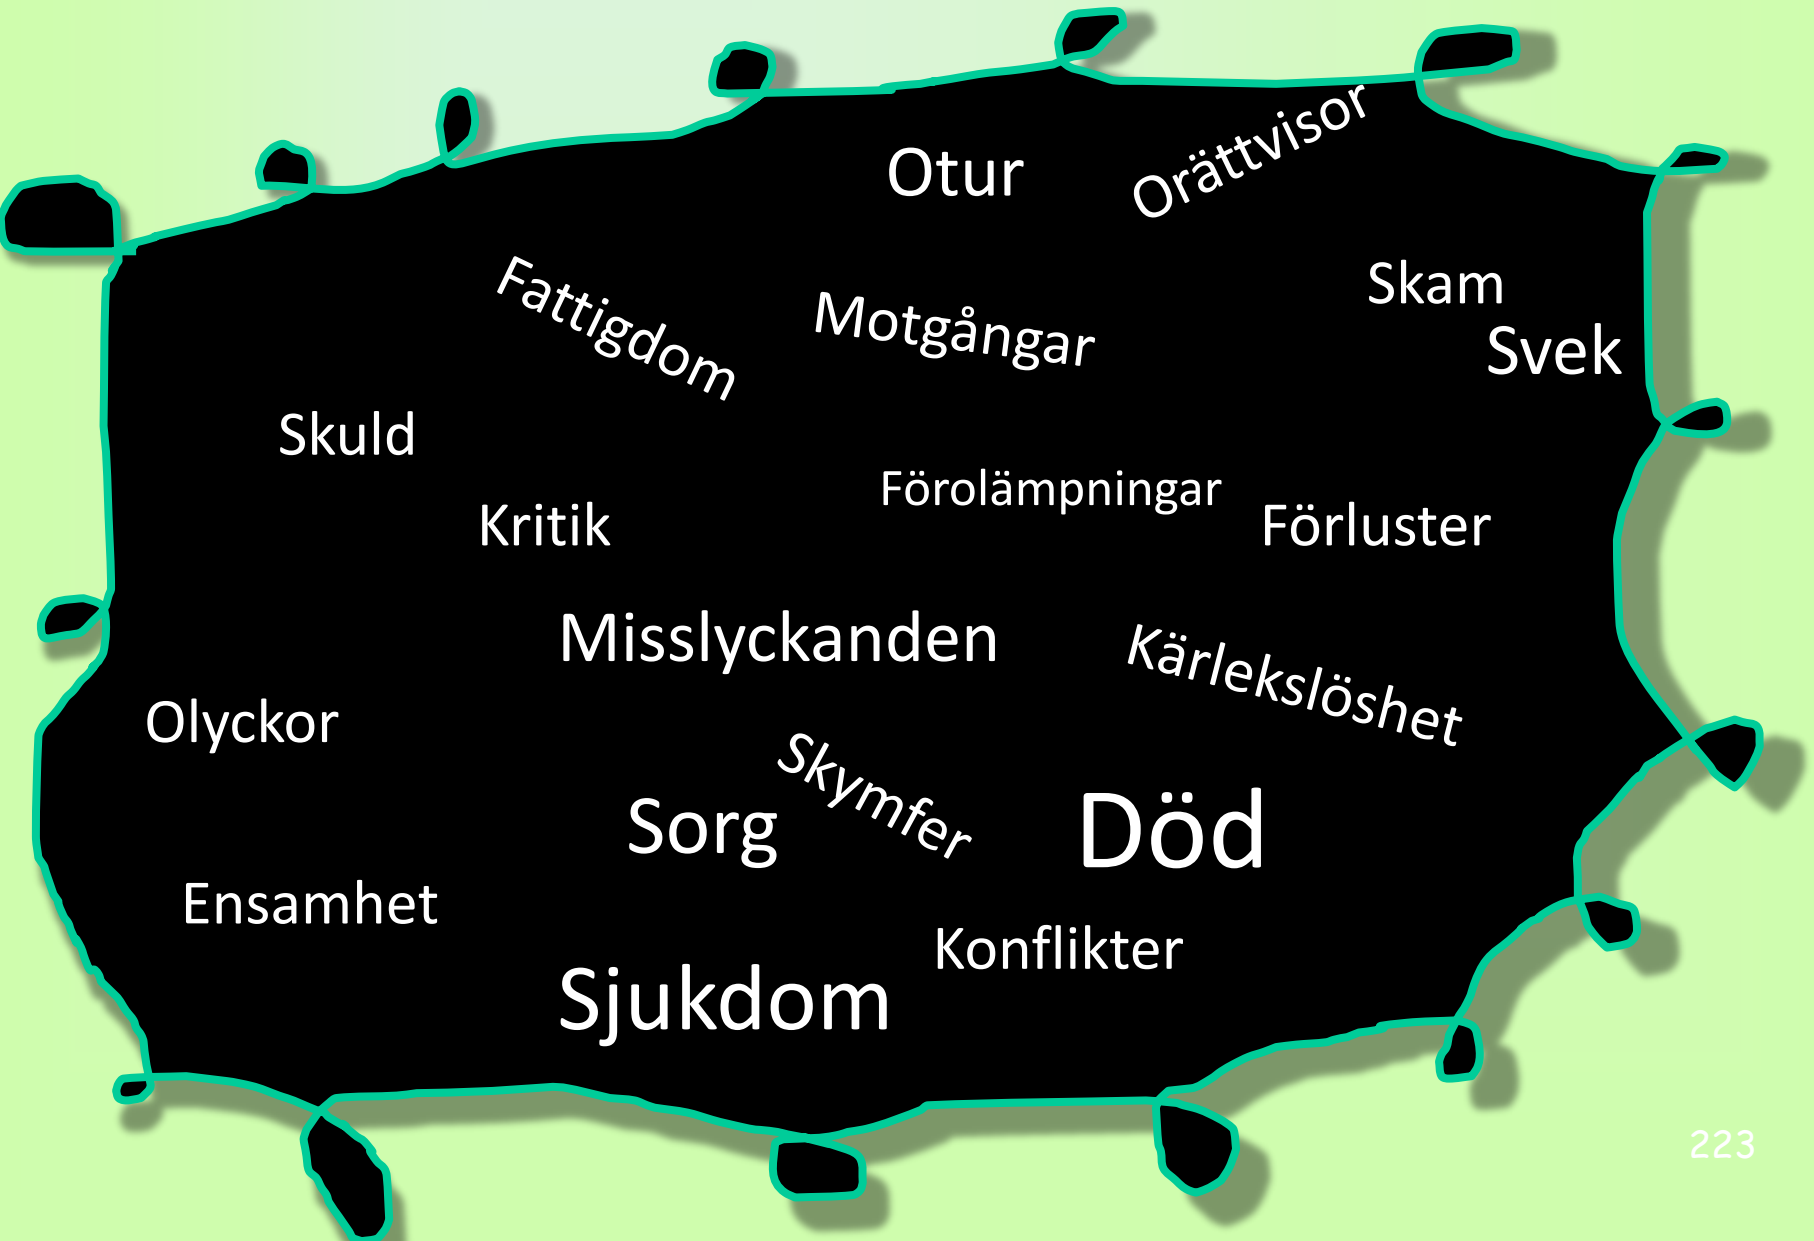 Otur
Orättvisor
Fattigdom
Motgångar
Skam
Svek
Skuld
Förolämpningar
Kritik
Förluster
Misslyckanden
Kärlekslöshet
Olyckor
Skymfer
Sorg
Död
Ensamhet
Konflikter
Sjukdom
223